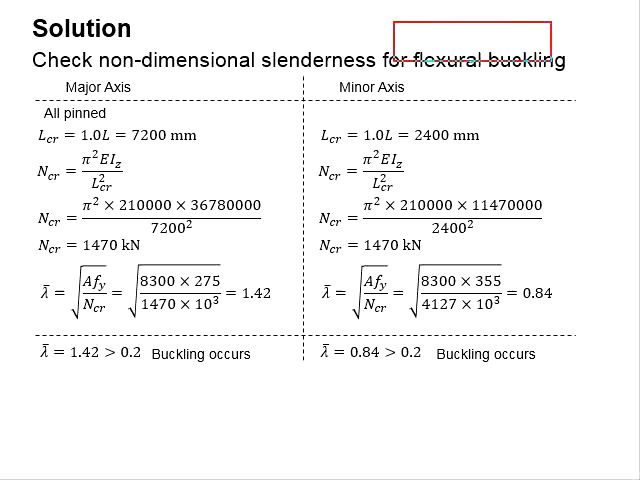 Solution
Check non-dimensional slenderness for flexural buckling
Major Axis
Minor Axis
All pinned
L_cr = 1.0L = 7200 mm
L_cr = 1.0L = 2400 mm
N_cr = π²EI_z / L²_cr
N_cr = π²EI_z / L²_cr
N_cr = π² × 210000 × 36780000 / 7200²
N_cr = π² × 210000 × 11470000 / 2400²
N_cr = 1470 kN
N_cr = 1470 kN
λ̄ = √(Af_y / N_cr) = √(8300 × 275 / 1470 × 10³) = 1.42
λ̄ = √(Af_y / N_cr) = √(8300 × 355 / 4127 × 10³) = 0.84
λ̄ = 1.42 > 0.2 Buckling occurs
λ̄ = 0.84 > 0.2 Buckling occurs